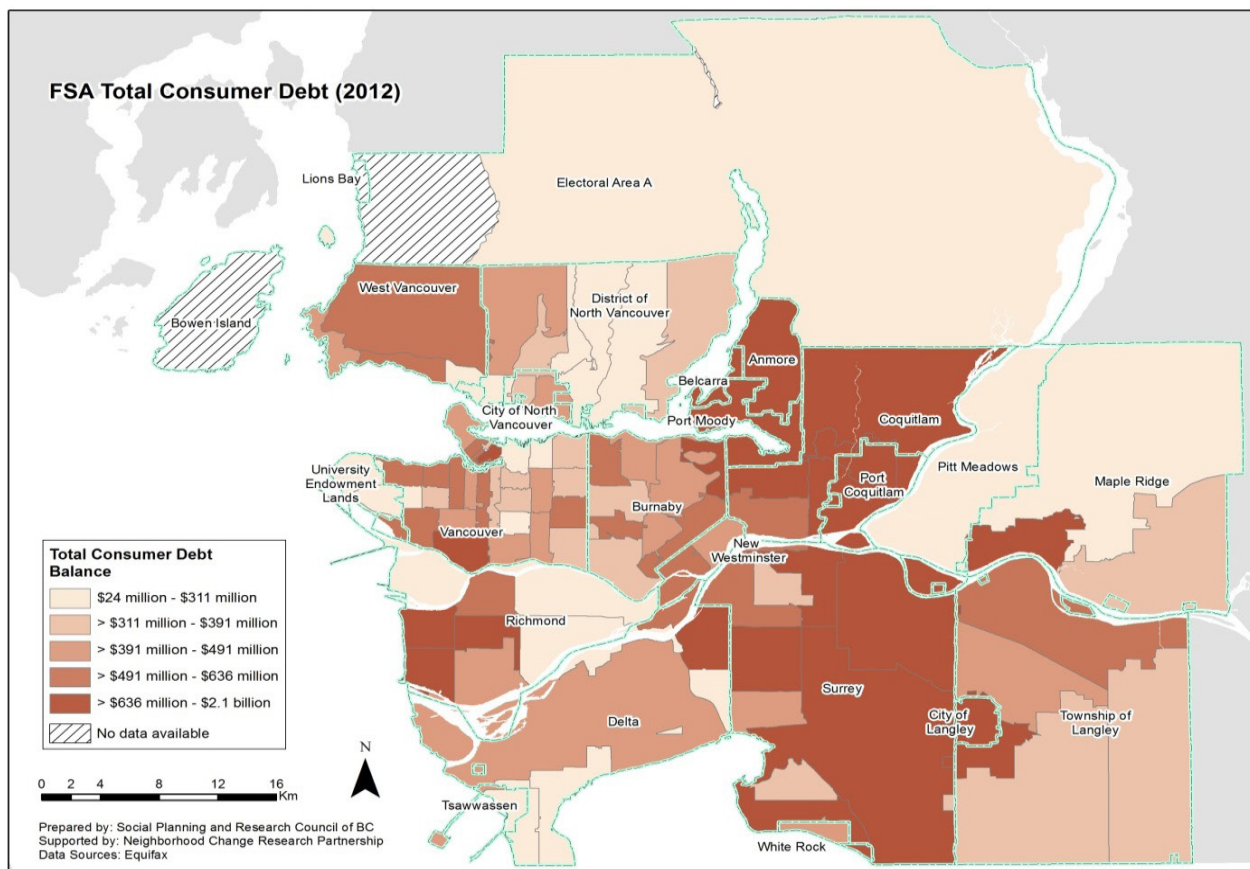 FSA Total Consumer Debt (2012)
Lions Bay
Electoral Area A
Bowen Island
West Vancouver
District of
North Vancouver
Anmore
Belcarra
City of North
Vancouver
Port Moody
Coquitlam
University
Endowment
Lands
Port
Coquitlam
Pitt Meadows
Maple Ridge
Burnaby
Vancouver
New
Westminster
Richmond
Surrey
Delta
City of
Langley
Township of
Langley
Tsawwassen
White Rock
Total Consumer Debt
Balance
$24 million - $311 million
> $311 million - $391 million
> $391 million - $491 million
> $491 million - $636 million
> $636 million - $2.1 billion
No data available
N
0 2 4 8 12 16
Km
Prepared by: Social Planning and Research Council of BC
Supported by: Neighborhood Change Research Partnership
Data Sources: Equifax